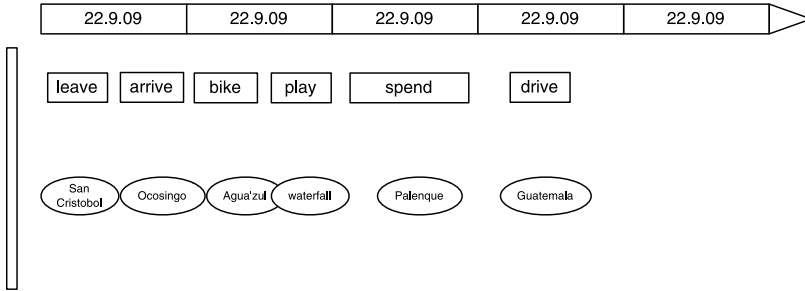 22.9.09 22.9.09 22.9.09 22.9.09 22.9.09
leave arrive bike play spend drive
San
Cristobol
Ocosingo Agua'zul waterfall Palenque Guatemala